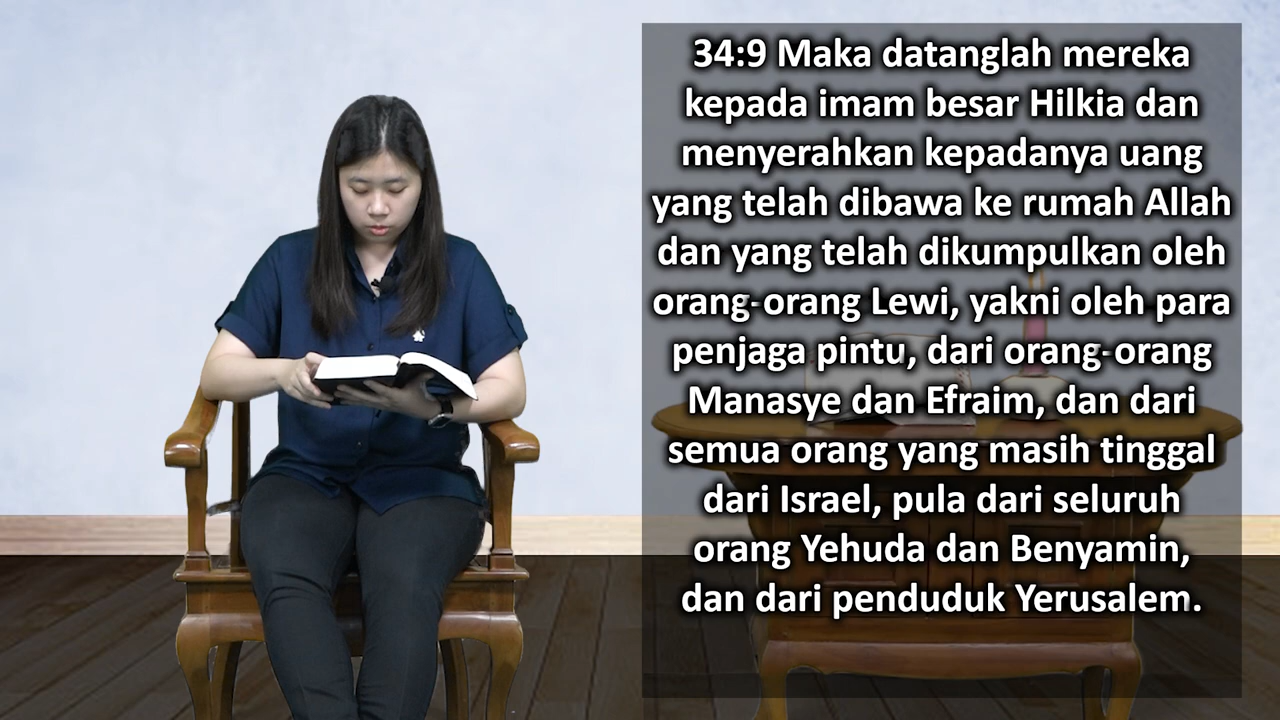 34:9 Maka datanglah mereka
kepada imam besar Hilkia dan
menyerahkan kepadanya uang
yang telah dibawa ke rumah Allah
dan yang telah dikumpulkan oleh
orang-orang Lewi, yakni oleh para
penjaga pintu, dari orang-orang
Manasye dan Efraim, dan dari
semua orang yang masih tinggal
dari Israel, pula dari seluruh
orang Yehuda dan Benyamin,
dan dari penduduk Yerusalem.